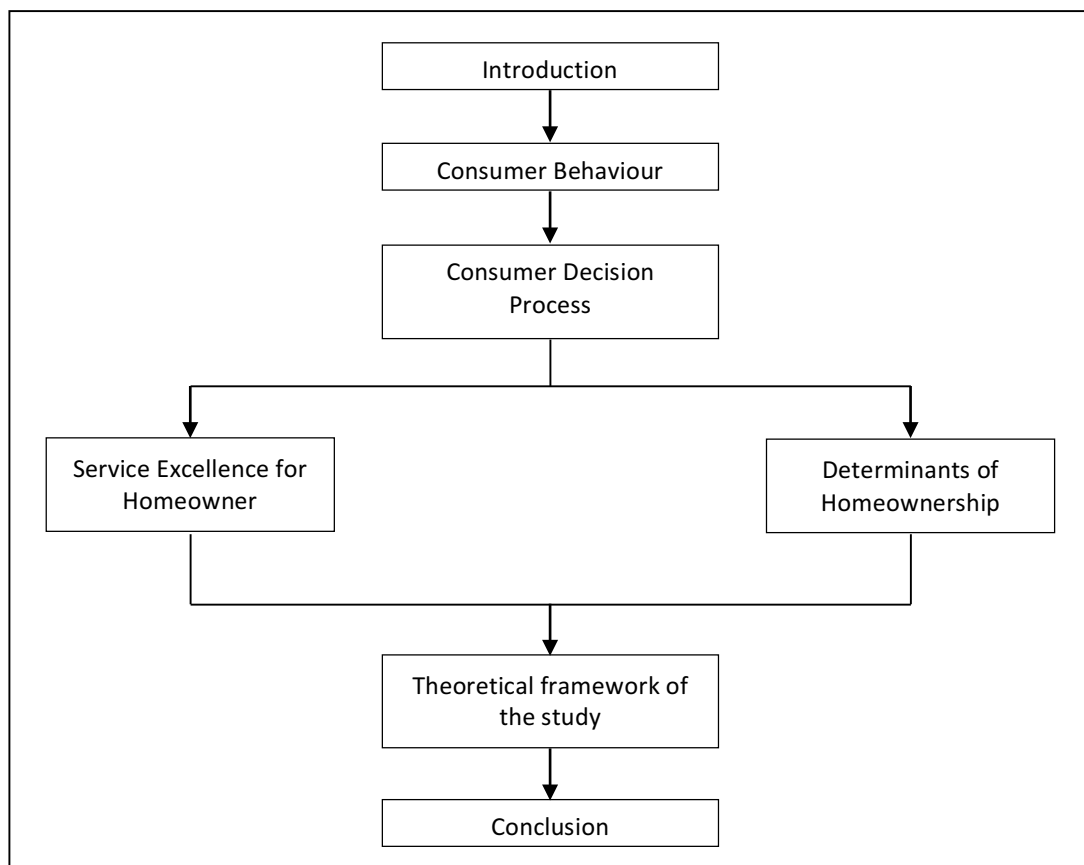 Introduction
Consumer Behaviour
Consumer Decision
Process
Service Excellence for
Homeowner
Determinants of
Homeownership
Theoretical framework of
the study
Conclusion